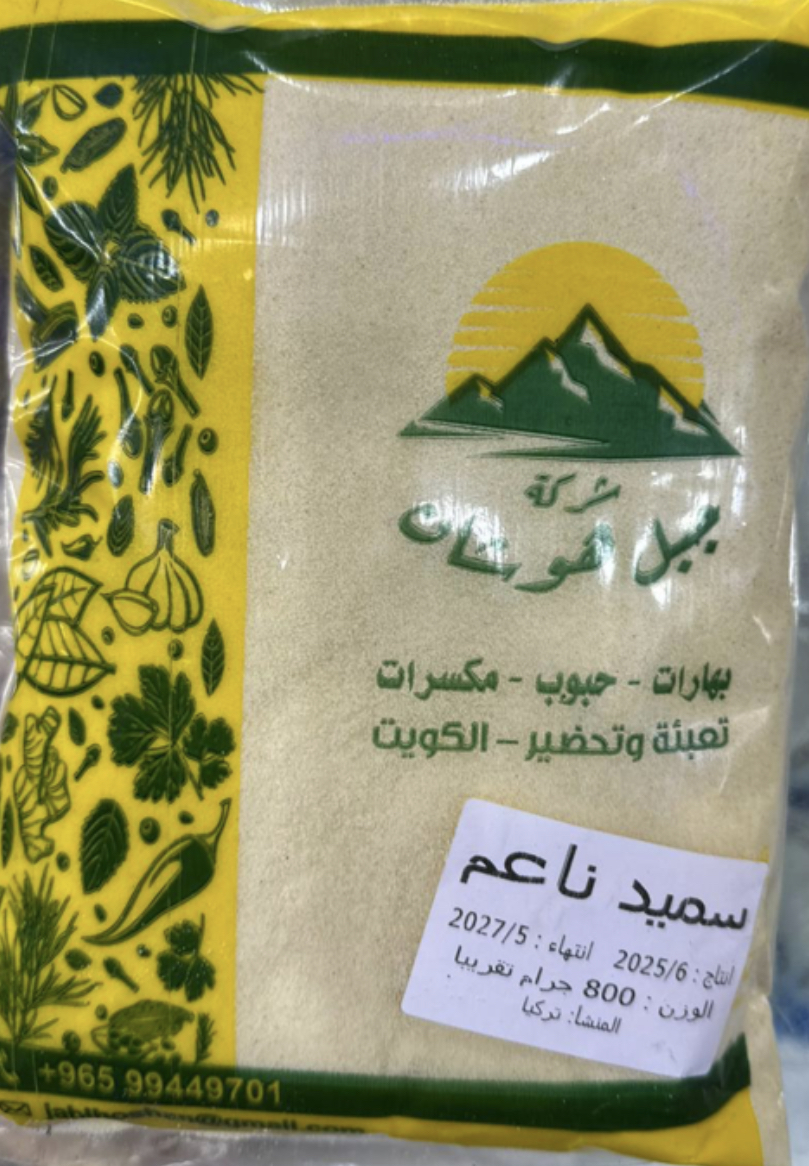 شركة
جبل هوشان
بهارات - حبوب - مكسرات
تعبئة وتحضير – الكويت
سميد ناعم
انتاج : 2025/6 انتهاء : 2027/5
الوزن : 800 جرام تقريبا
المنشا: تركيا
+965 99449701